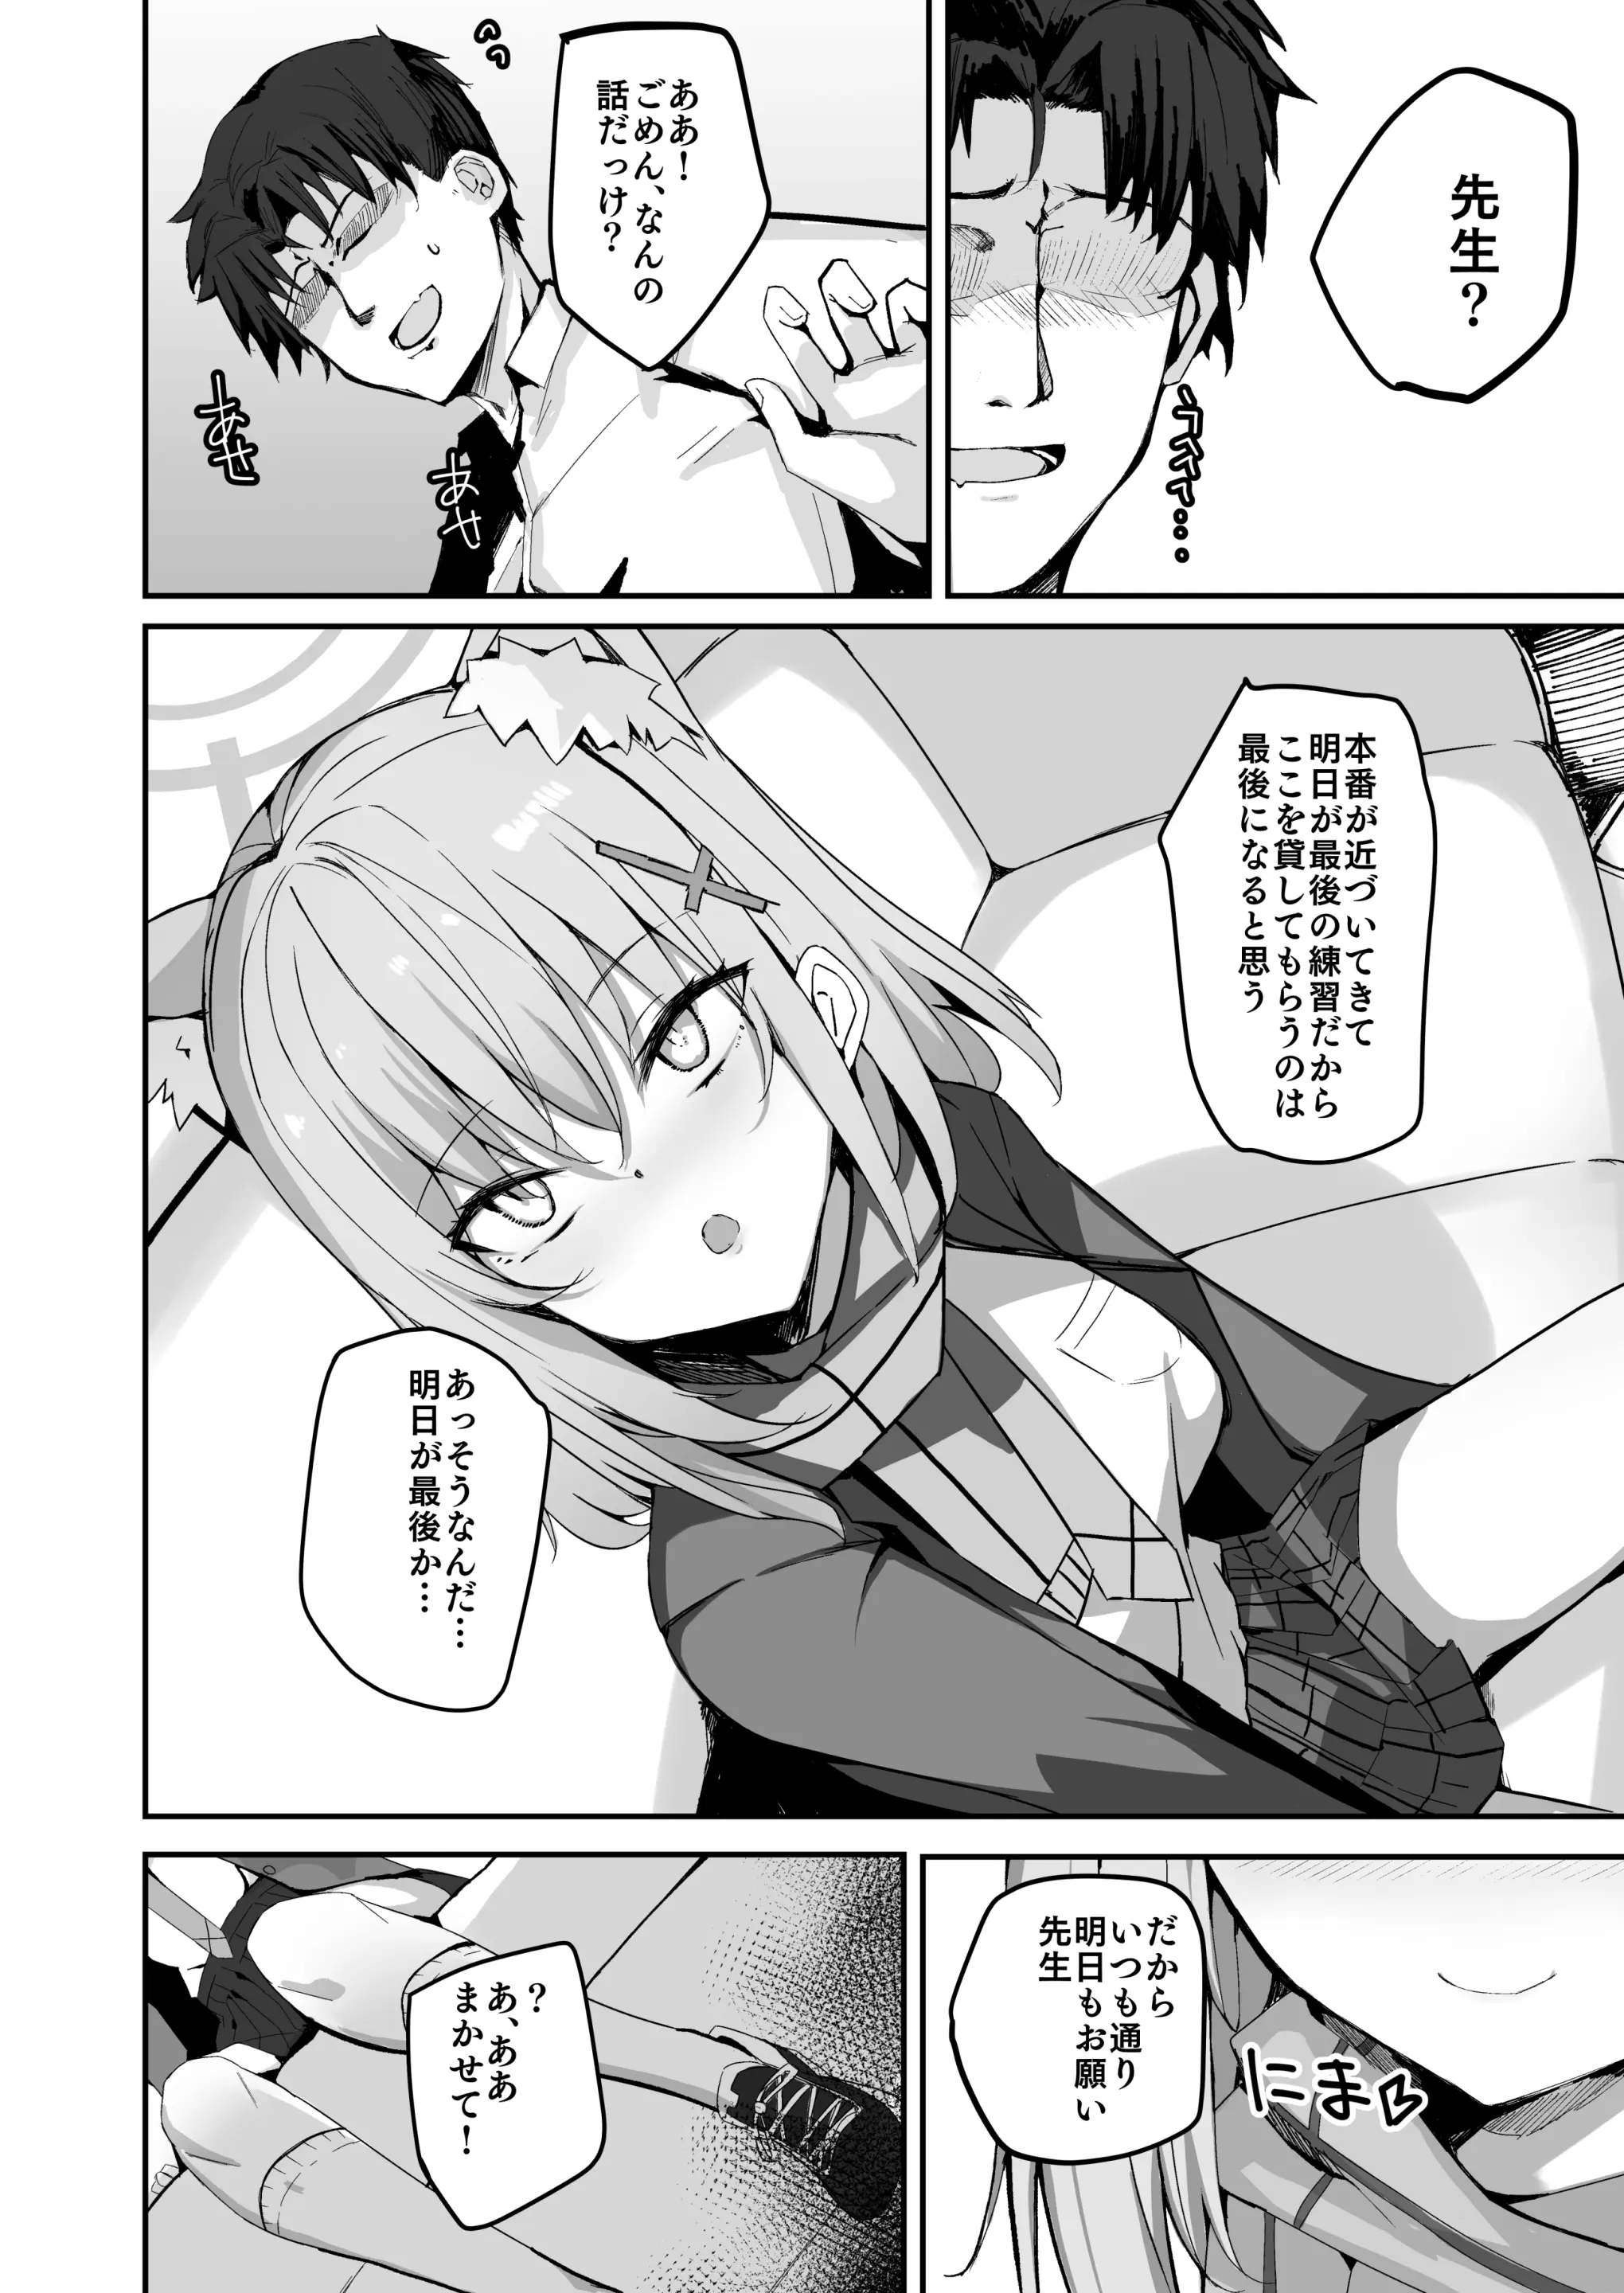 先生?
へへへ…
ああ!
ごめん、なんの
話だっけ?
あせ
あせ
本番が近づいてきて
明日が最後の練習だから
ここを貸してもらうのは
最後になると思う
あっそうなんだ…
明日が最後か…
だから
いつも通り
明日もお願い
先生
にま
?
あ、ああ
まかせて!